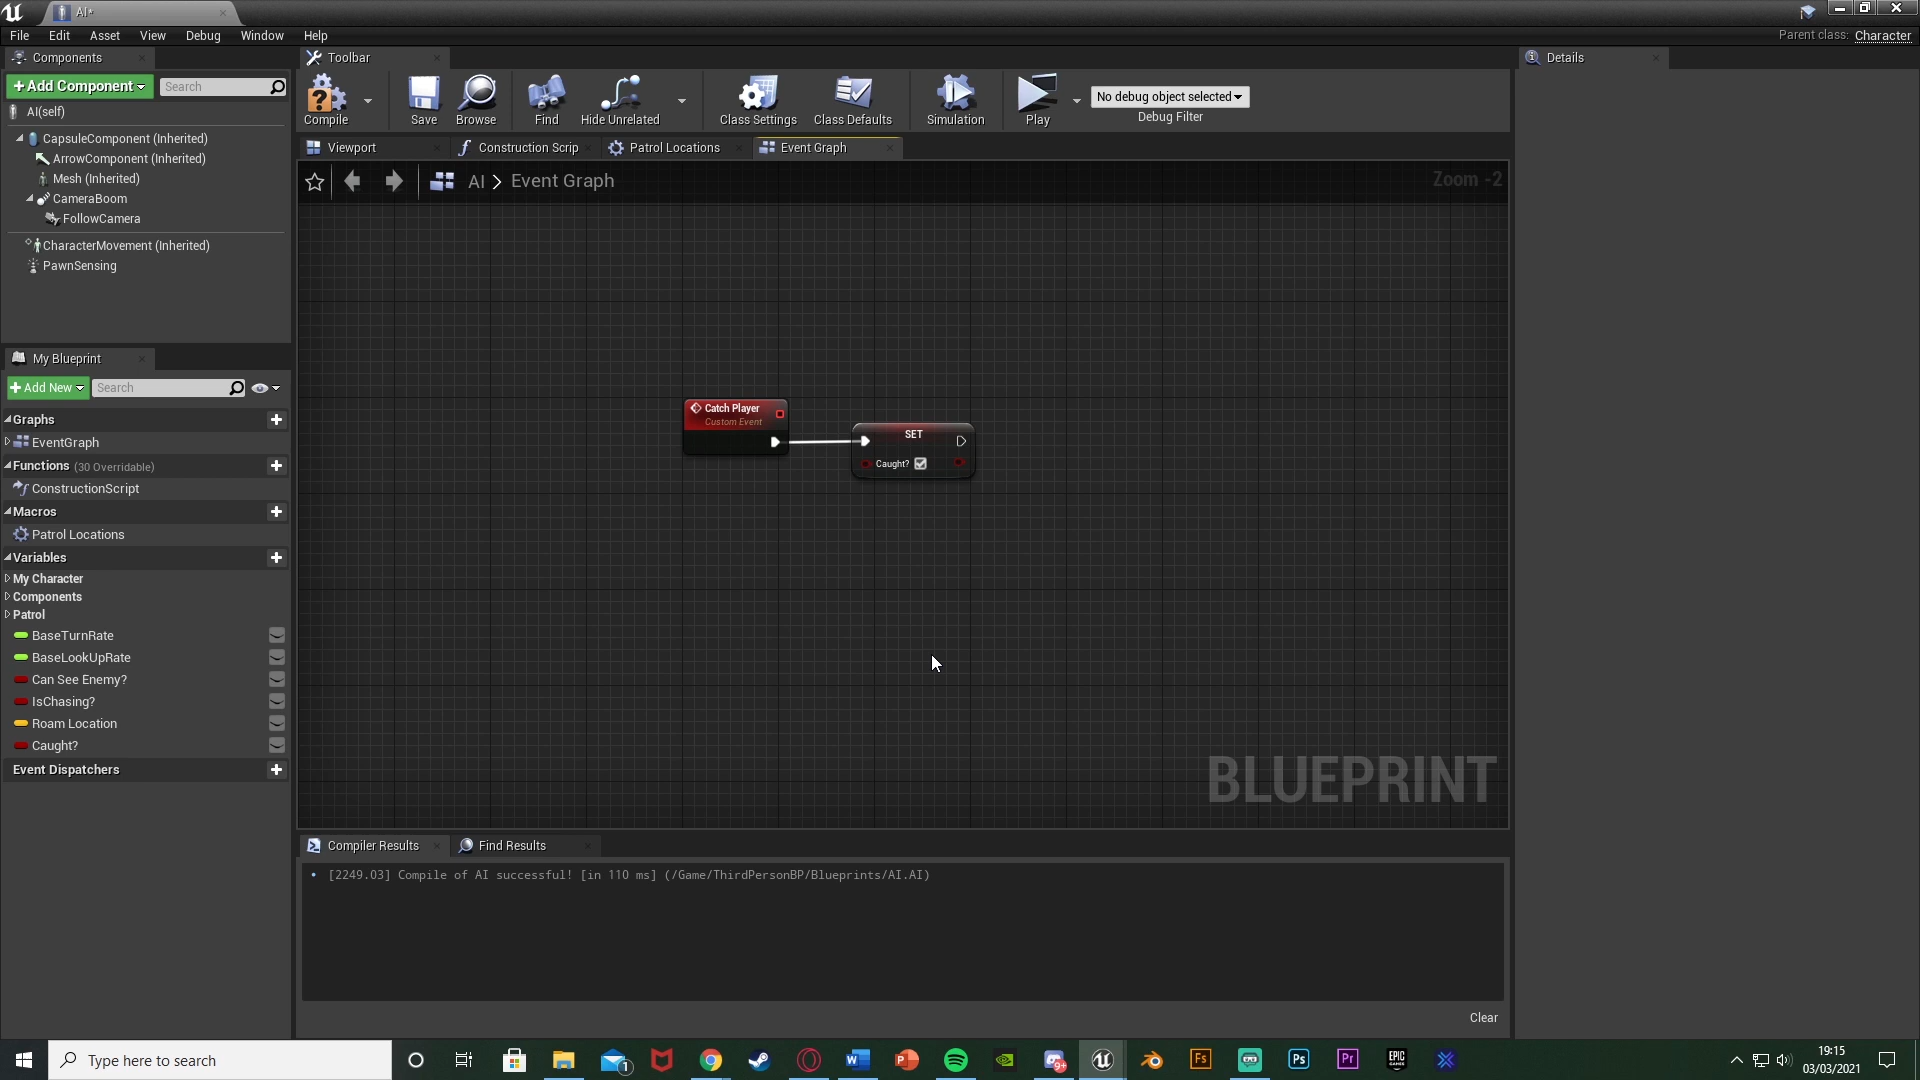 AI*
File Edit Asset View Debug Window Help
Parent class: Character
Components
Toolbar
Details
Add Component
Search
AI(self)
CapsuleComponent (Inherited)
ArrowComponent (Inherited)
Mesh (Inherited)
CameraBoom
FollowCamera
CharacterMovement (Inherited)
PawnSensing
Compile
Save
Browse
Find
Hide Unrelated
Class Settings
Class Defaults
Simulation
Play
No debug object selected
Debug Filter
Viewport
Construction Scrip
Patrol Locations
Event Graph
AI > Event Graph
Zoom -2
Catch Player
Custom Event
SET
Caught?
BLUEPRINT
My Blueprint
Add New
Search
Graphs
EventGraph
Functions (30 Overridable)
ConstructionScript
Macros
Patrol Locations
Variables
My Character
Components
Patrol
BaseTurnRate
BaseLookUpRate
Can See Enemy?
IsChasing?
Roam Location
Caught?
Event Dispatchers
Compiler Results
Find Results
[2249.03] Compile of AI successful! [in 110 ms] (/Game/ThirdPersonBP/Blueprints/AI.AI)
Clear
Type here to search
19:15
03/03/2021